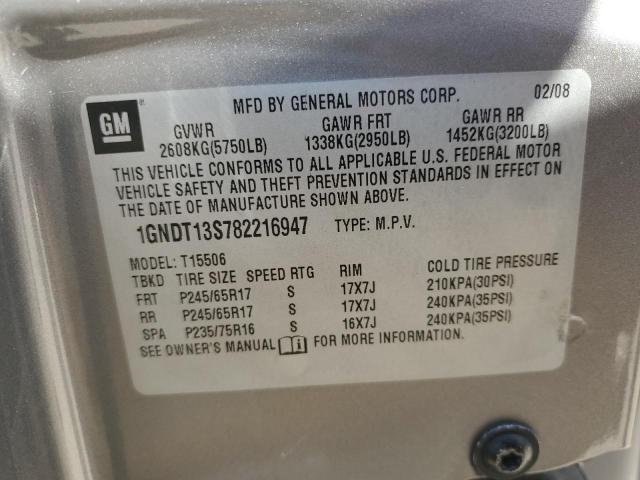 GM
MFD BY GENERAL MOTORS CORP. 02/08
GVWR GAWR FRT GAWR RR
2608KG(5750LB) 1338KG(2950LB) 1452KG(3200LB)
THIS VEHICLE CONFORMS TO ALL APPLICABLE U.S. FEDERAL MOTOR
VEHICLE SAFETY AND THEFT PREVENTION STANDARDS IN EFFECT ON
THE DATE OF MANUFACTURE SHOWN ABOVE.
1GNDT13S782216947 TYPE: M.P.V.
MODEL: T15506
TBKD TIRE SIZE SPEED RTG RIM COLD TIRE PRESSURE
FRT P245/65R17 S 17X7J 210KPA(30PSI)
RR P245/65R17 S 17X7J 240KPA(35PSI)
SPA P235/75R16 S 16X7J 240KPA(35PSI)
SEE OWNER'S MANUAL FOR MORE INFORMATION.